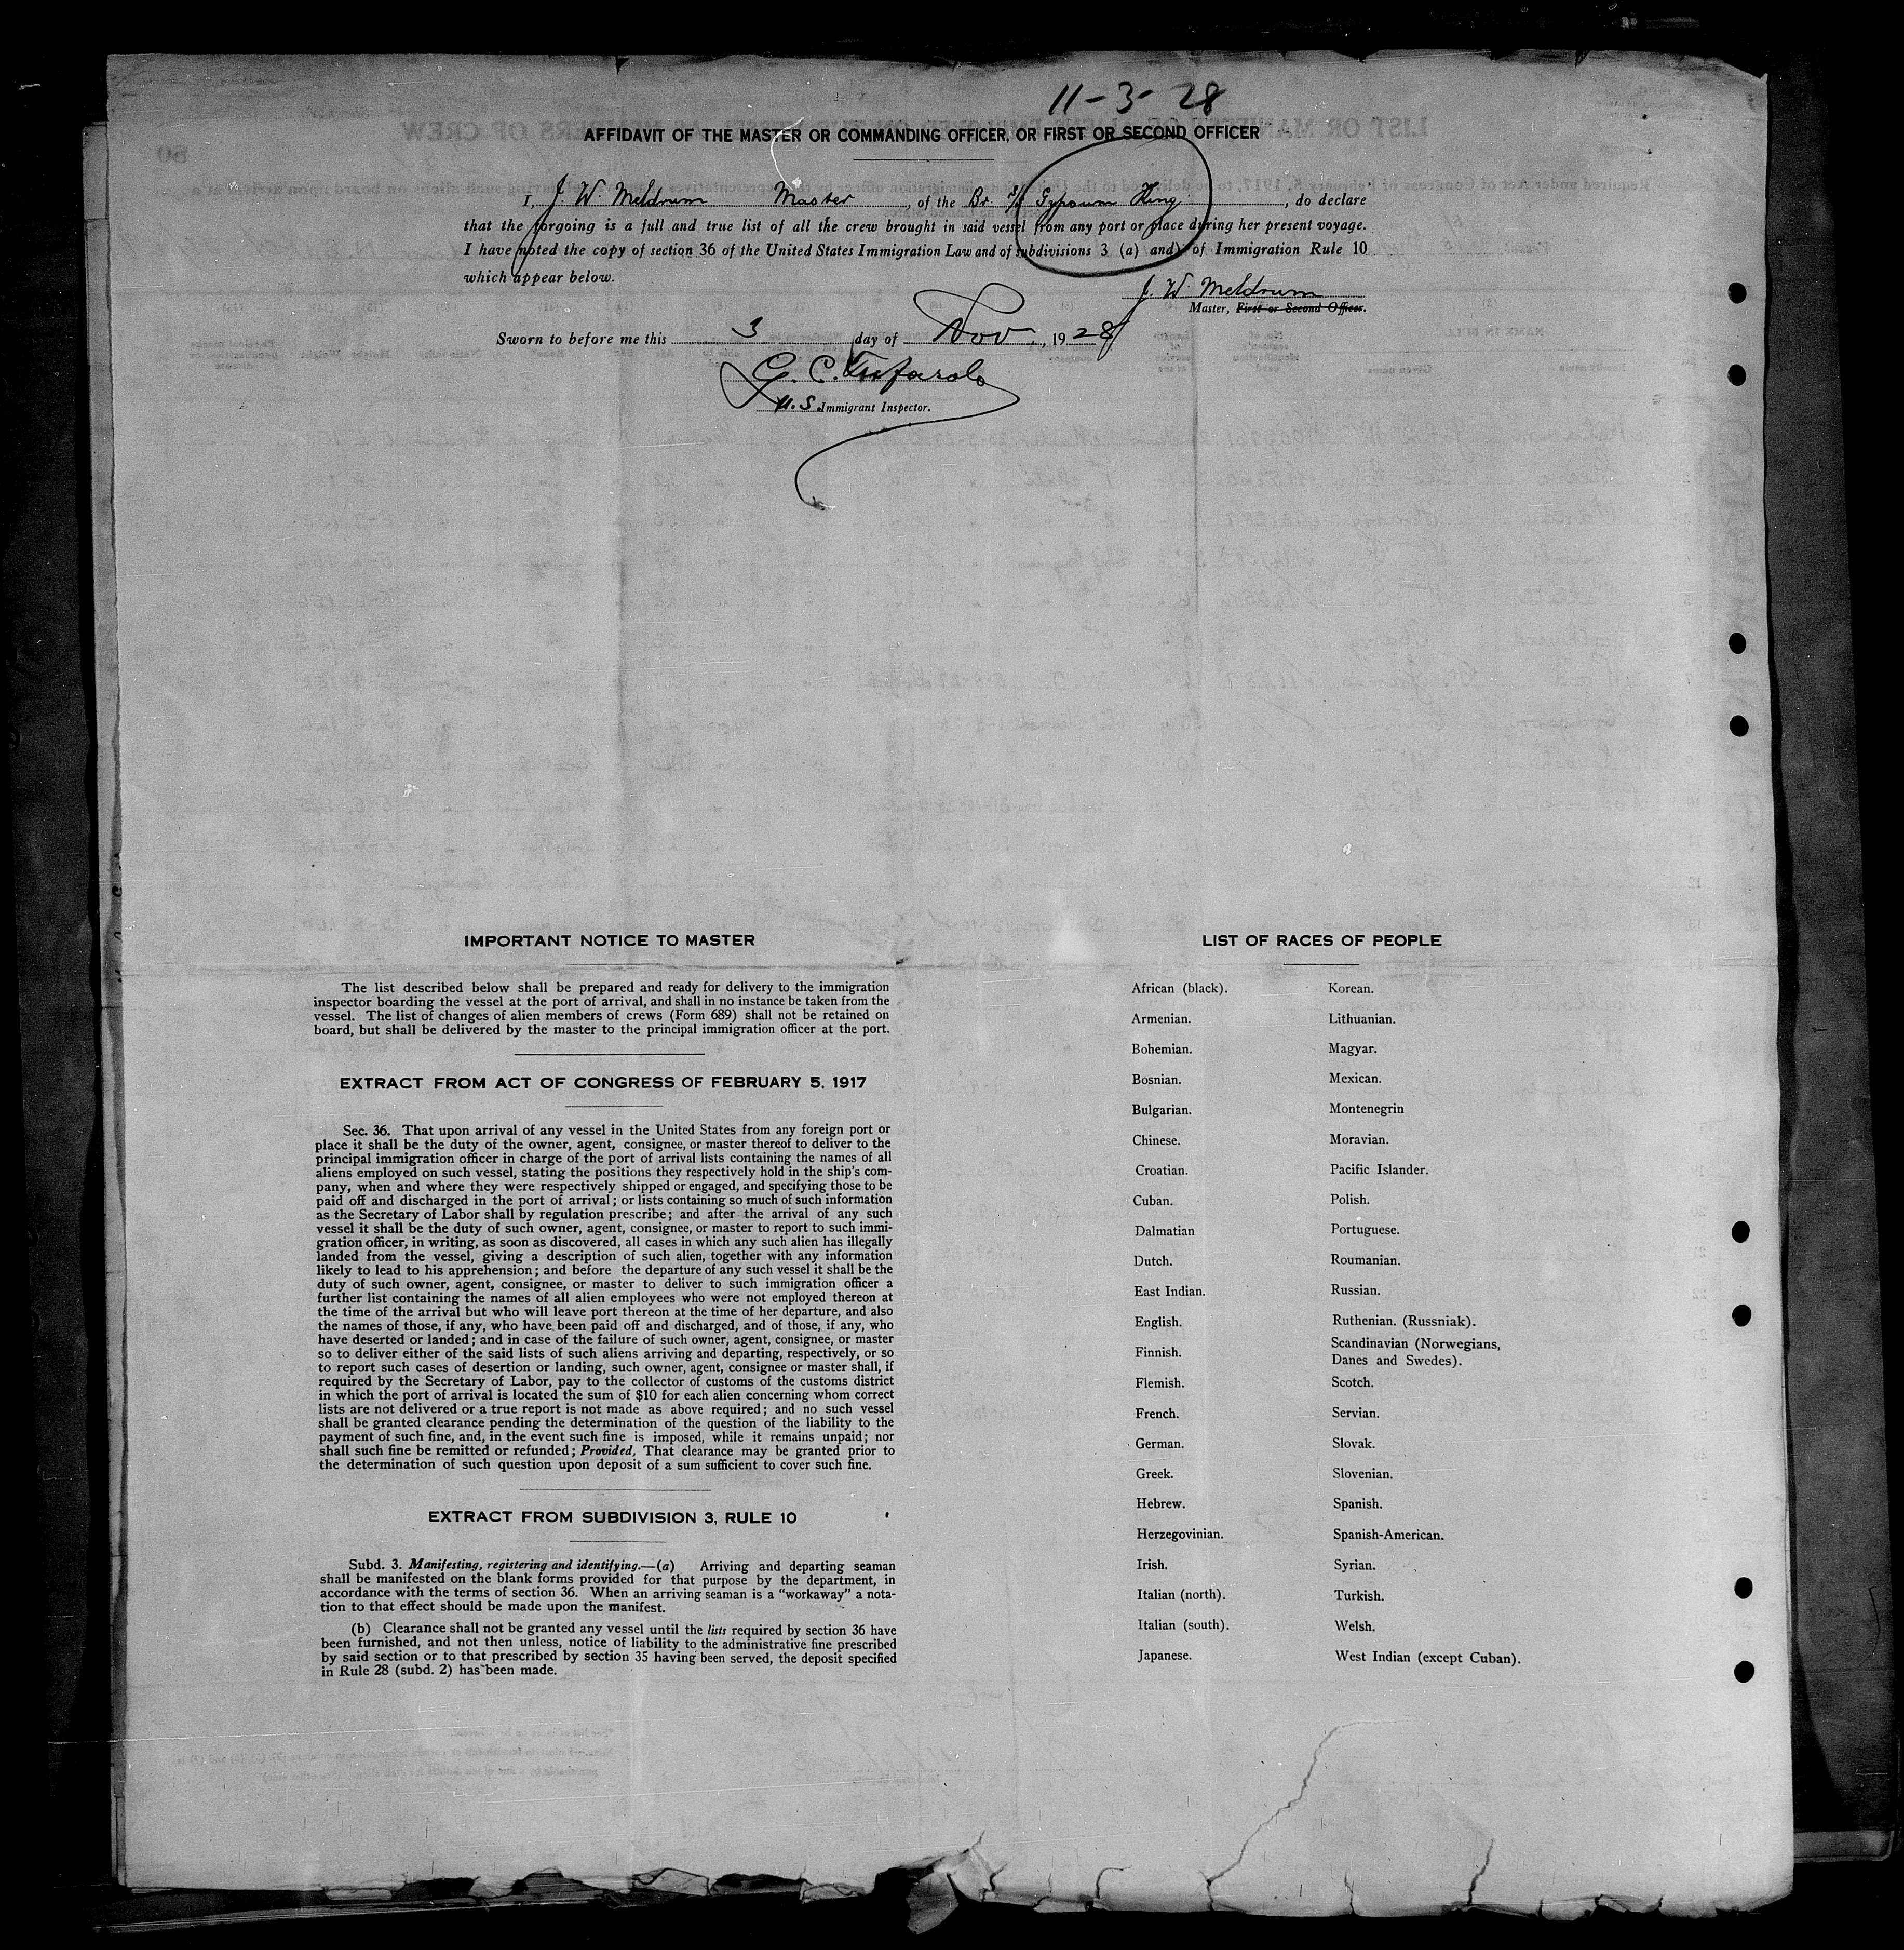 11-3-28
AFFIDAVIT OF THE MASTER OR COMMANDING OFFICER, OR FIRST OR SECOND OFFICER
I, J. W. Meldrum Master, of the Br. S/S Gypsum King, do declare
that the forgoing is a full and true list of all the crew brought in said vessel from any port or place during her present voyage.
I have noted the copy of section 36 of the United States Immigration Law and of subdivisions 3 (a) and of Immigration Rule 10
which appear below.
J. W. Meldrum
Master, First or Second Officer.
Sworn to before me this 3 day of Nov., 1928
G. C.
U.S. Immigrant Inspector.
IMPORTANT NOTICE TO MASTER
The list described below shall be prepared and ready for delivery to the immigration
inspector boarding the vessel at the port of arrival, and shall in no instance be taken from the
vessel. The list of changes of alien members of crews (Form 689) shall not be retained on
board, but shall be delivered by the master to the principal immigration officer at the port.
EXTRACT FROM ACT OF CONGRESS OF FEBRUARY 5, 1917
Sec. 36. That upon arrival of any vessel in the United States from any foreign port or
place it shall be the duty of the owner, agent, consignee, or master thereof to deliver to the
principal immigration officer in charge of the port of arrival lists containing the names of all
aliens employed on such vessel, stating the positions they respectively hold in the ship's com-
pany, when and where they were respectively shipped or engaged, and specifying those to be
paid off and discharged in the port of arrival; or lists containing so much of such information
as the Secretary of Labor shall by regulation prescribe; and after the arrival of any such
vessel it shall be the duty of such owner, agent, consignee, or master to report to such immi-
gration officer, in writing, as soon as discovered, all cases in which any such alien has illegally
landed from the vessel, giving a description of such alien, together with any information
likely to lead to his apprehension; and before the departure of any such vessel it shall be the
duty of such owner, agent, consignee, or master to deliver to such immigration officer a
further list containing the names of all alien employees who were not employed thereon at
the time of the arrival but who will leave port thereon at the time of her departure, and also
the names of those, if any, who have been paid off and discharged, and of those, if any, who
have deserted or landed; and in case of the failure of such owner, agent, consignee, or master
so to deliver either of the said lists of such aliens arriving and departing, respectively, or so
to report such cases of desertion or landing, such owner, agent, consignee or master shall, if
required by the Secretary of Labor, pay to the collector of customs of the customs district
in which the port of arrival is located the sum of $10 for each alien concerning whom correct
lists are not delivered or a true report is not made as above required; and no such vessel
shall be granted clearance pending the determination of the question of the liability to the
payment of such fine, and, in the event such fine is imposed, while it remains unpaid; nor
shall such fine be remitted or refunded; Provided, That clearance may be granted prior to
the determination of such question upon deposit of a sum sufficient to cover such fine.
EXTRACT FROM SUBDIVISION 3, RULE 10
Subd. 3. Manifesting, registering and identifying.—(a) Arriving and departing seaman
shall be manifested on the blank forms provided for that purpose by the department, in
accordance with the terms of section 36. When an arriving seaman is a "workaway" a nota-
tion to that effect should be made upon the manifest.
(b) Clearance shall not be granted any vessel until the lists required by section 36 have
been furnished, and not then unless, notice of liability to the administrative fine prescribed
by said section or to that prescribed by section 35 having been served, the deposit specified
in Rule 28 (subd. 2) has been made.
LIST OF RACES OF PEOPLE
African (black). Korean.
Armenian. Lithuanian.
Bohemian. Magyar.
Bosnian. Mexican.
Bulgarian. Montenegrin
Chinese. Moravian.
Croatian. Pacific Islander.
Cuban. Polish.
Dalmatian Portuguese.
Dutch. Roumanian.
East Indian. Russian.
English. Ruthenian. (Russniak).
Finnish. Scandinavian (Norwegians,
Danes and Swedes).
Flemish. Scotch.
French. Servian.
German. Slovak.
Greek. Slovenian.
Hebrew. Spanish.
Herzegovinian. Spanish-American.
Irish. Syrian.
Italian (north). Turkish.
Italian (south). Welsh.
Japanese. West Indian (except Cuban).